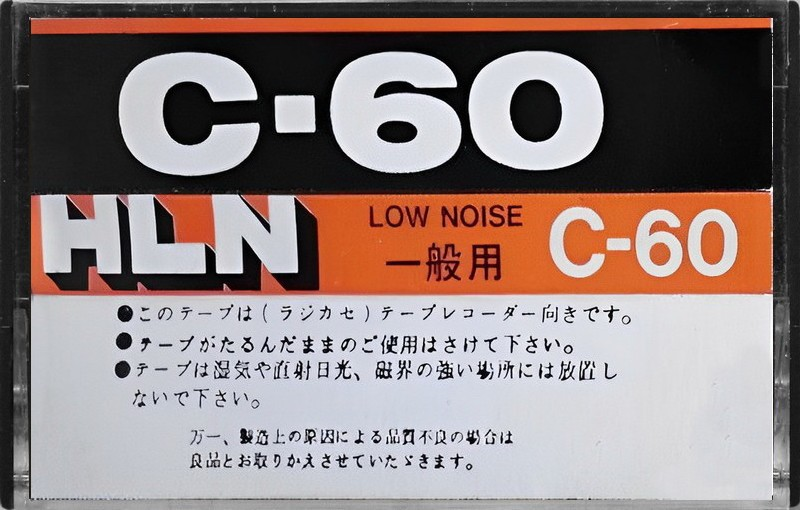 C-60
HLN
LOW NOISE
一般用
C-60
●このテープは(ラジカセ)テープレコーダー向きです。
●テープがたるんだままのご使用はさけて下さい。
●テープは湿気や直射日光、磁界の強い場所には放置し
ないで下さい。
万一、製造上の原因による品質不良の場合は
良品とお取りかえさせていたゞきます。